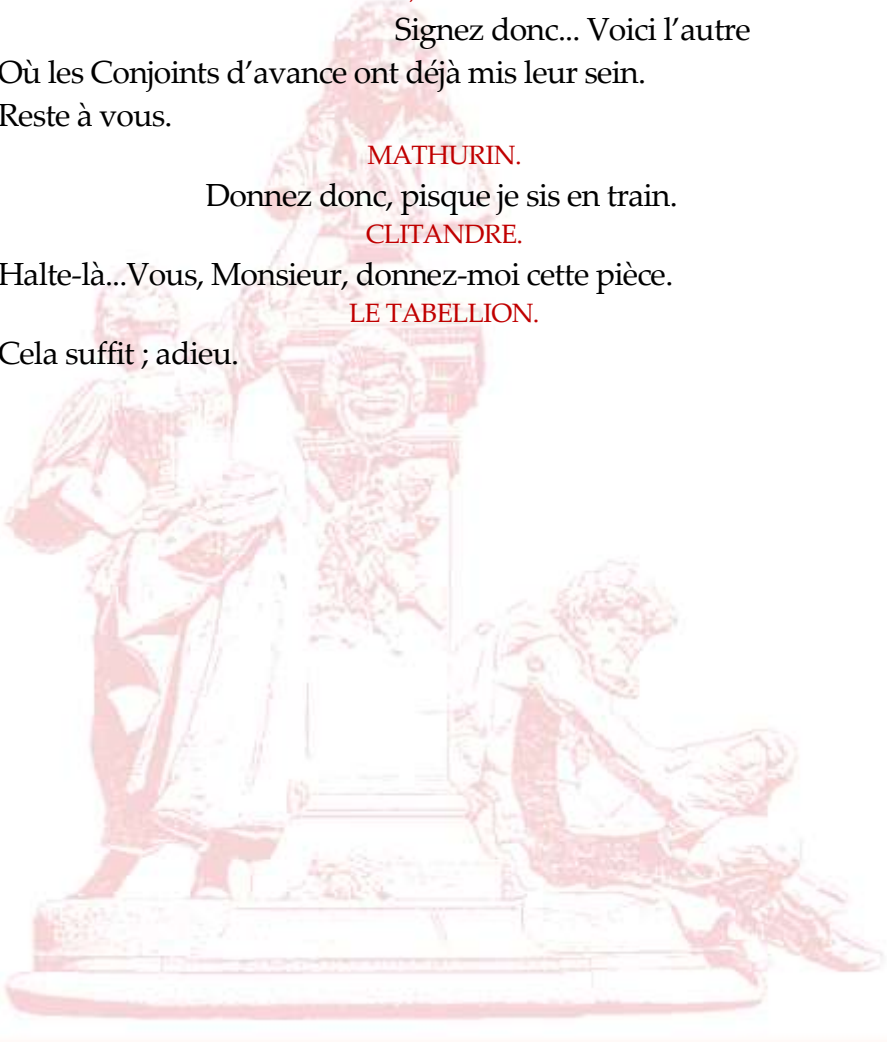 Signez donc... Voici l’autre
Où les Conjoints d’avance ont déjà mis leur sein.
Reste à vous.
MATHURIN.
Donnez donc, pisque je sis en train.
CLITANDRE.
Halte-là...Vous, Monsieur, donnez-moi cette pièce.
LE TABELLION.
Cela suffit ; adieu.